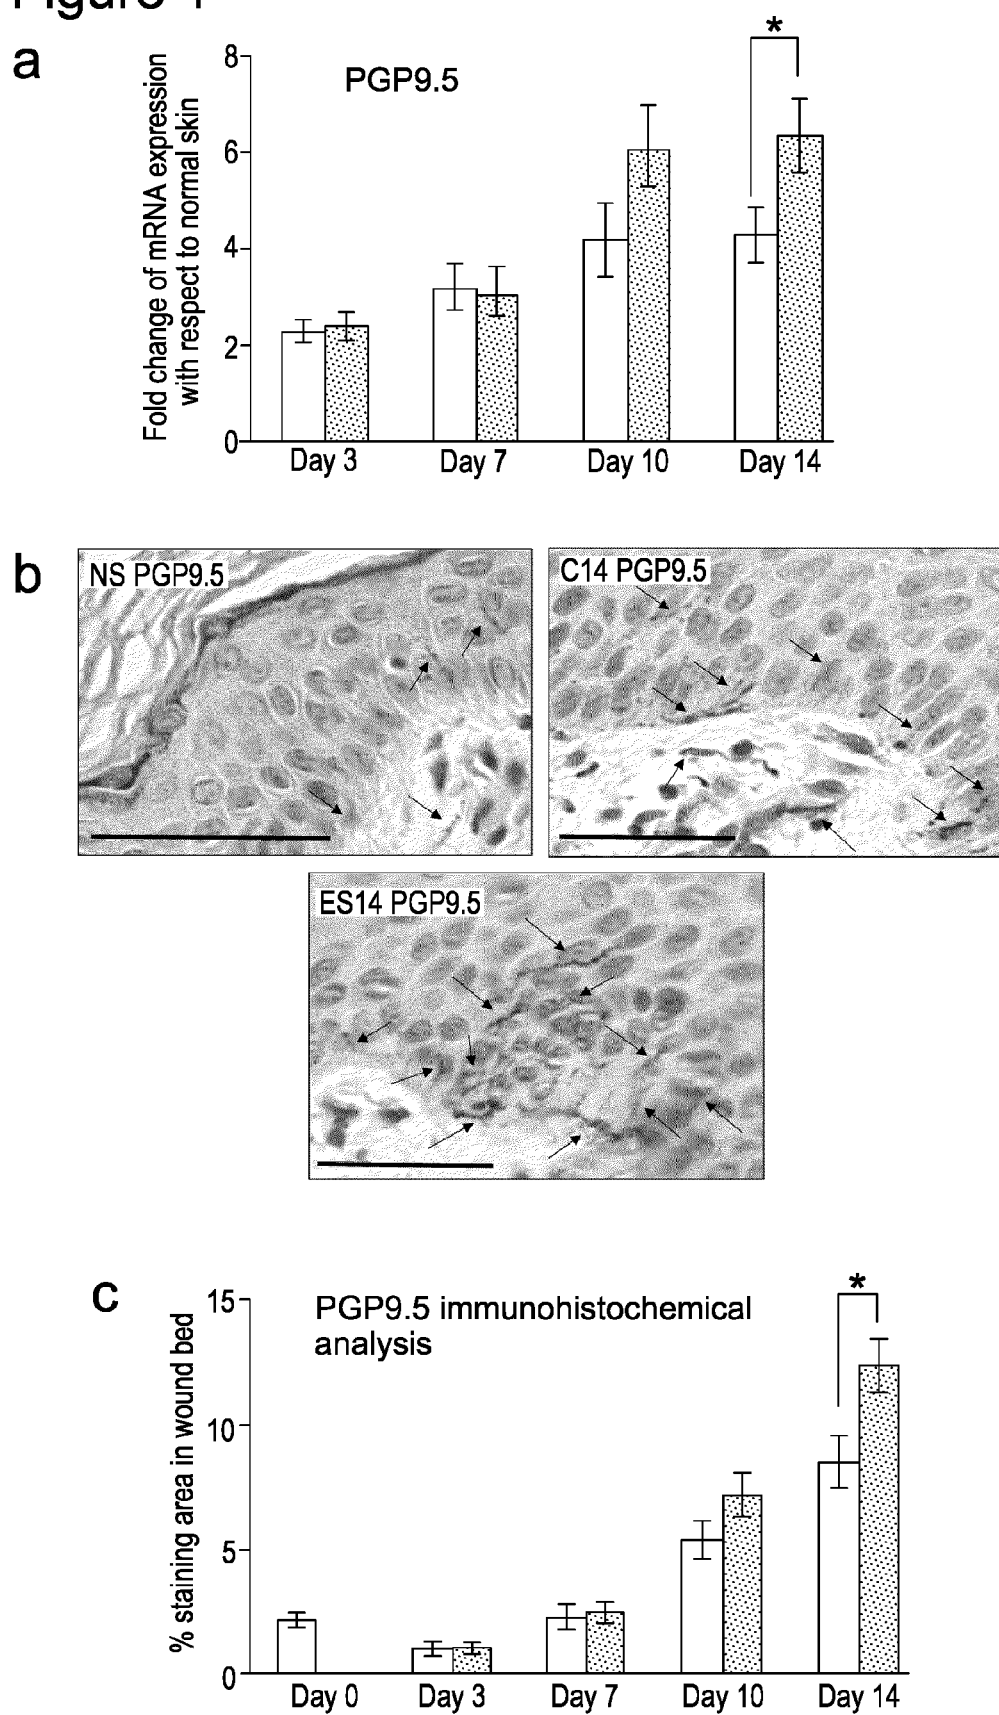 a
PGP9.5
*
Fold change of mRNA expression
with respect to normal skin
8
6
4
2
0
Day 3 Day 7 Day 10 Day 14
b
NS PGP9.5
C14 PGP9.5
ES14 PGP9.5
c
PGP9.5 immunohistochemical
analysis
*
% staining area in wound bed
15
10
5
0
Day 0 Day 3 Day 7 Day 10 Day 14